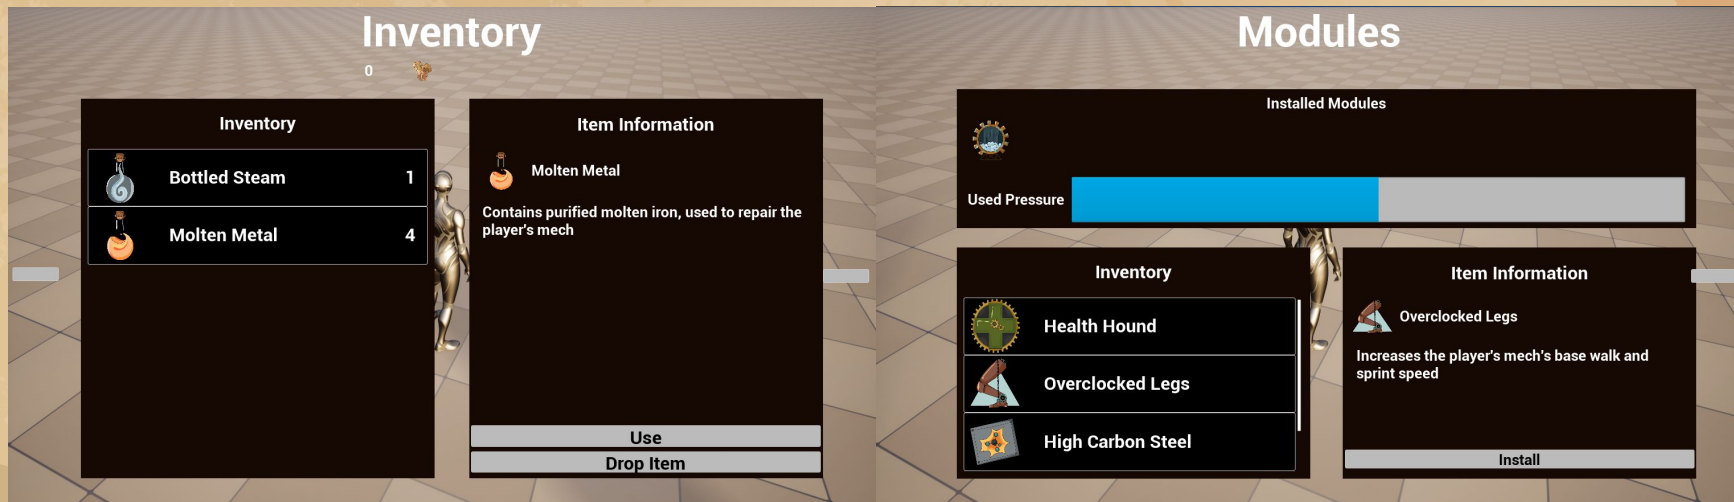 Inventory
0
Inventory
Bottled Steam 1
Molten Metal 4
Item Information
Molten Metal
Contains purified molten iron, used to repair the
player's mech
Use
Drop Item
Modules
Installed Modules
Used Pressure
Inventory
Health Hound
Overclocked Legs
High Carbon Steel
Item Information
Overclocked Legs
Increases the player's mech's base walk and
sprint speed
Install